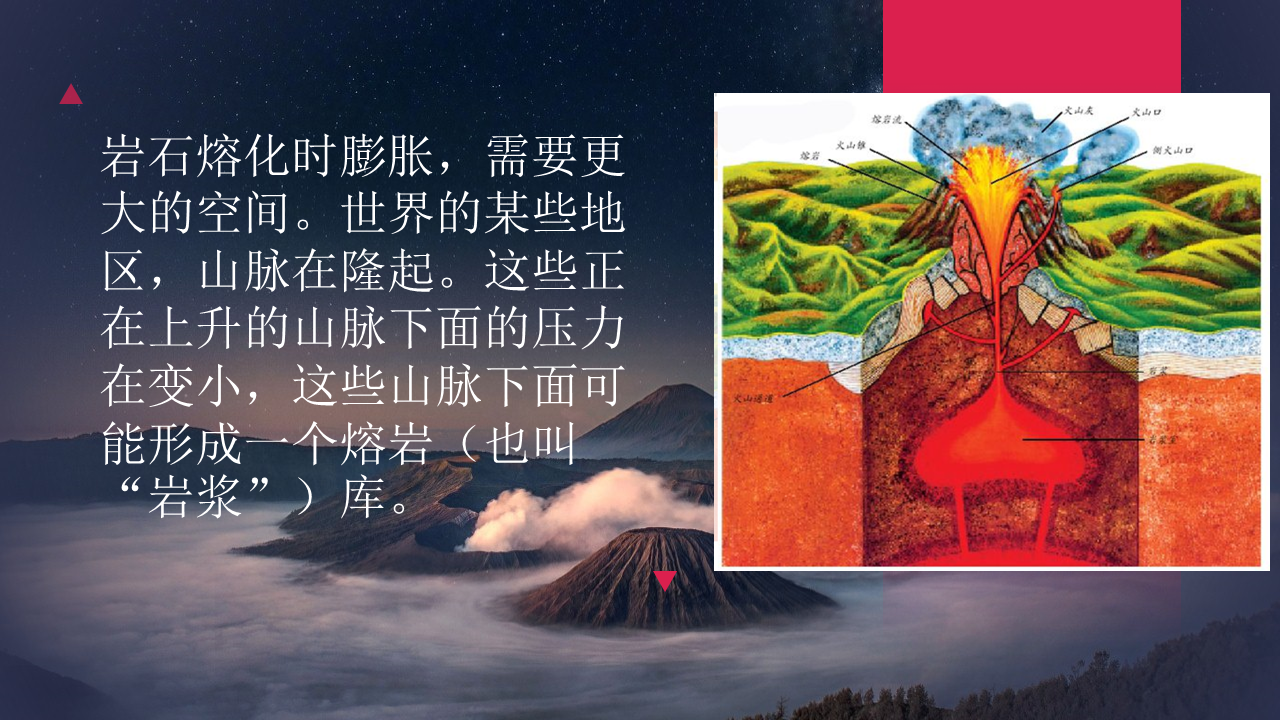 岩石熔化时膨胀，需要更
大的空间。世界的某些地
区，山脉在隆起。这些正
在上升的山脉下面的压力
在变小，这些山脉下面可
能形成一个熔岩（也叫
“岩浆”）库。
熔岩流
火山灰
火山口
火山锥
熔岩
侧火山口
火山通道